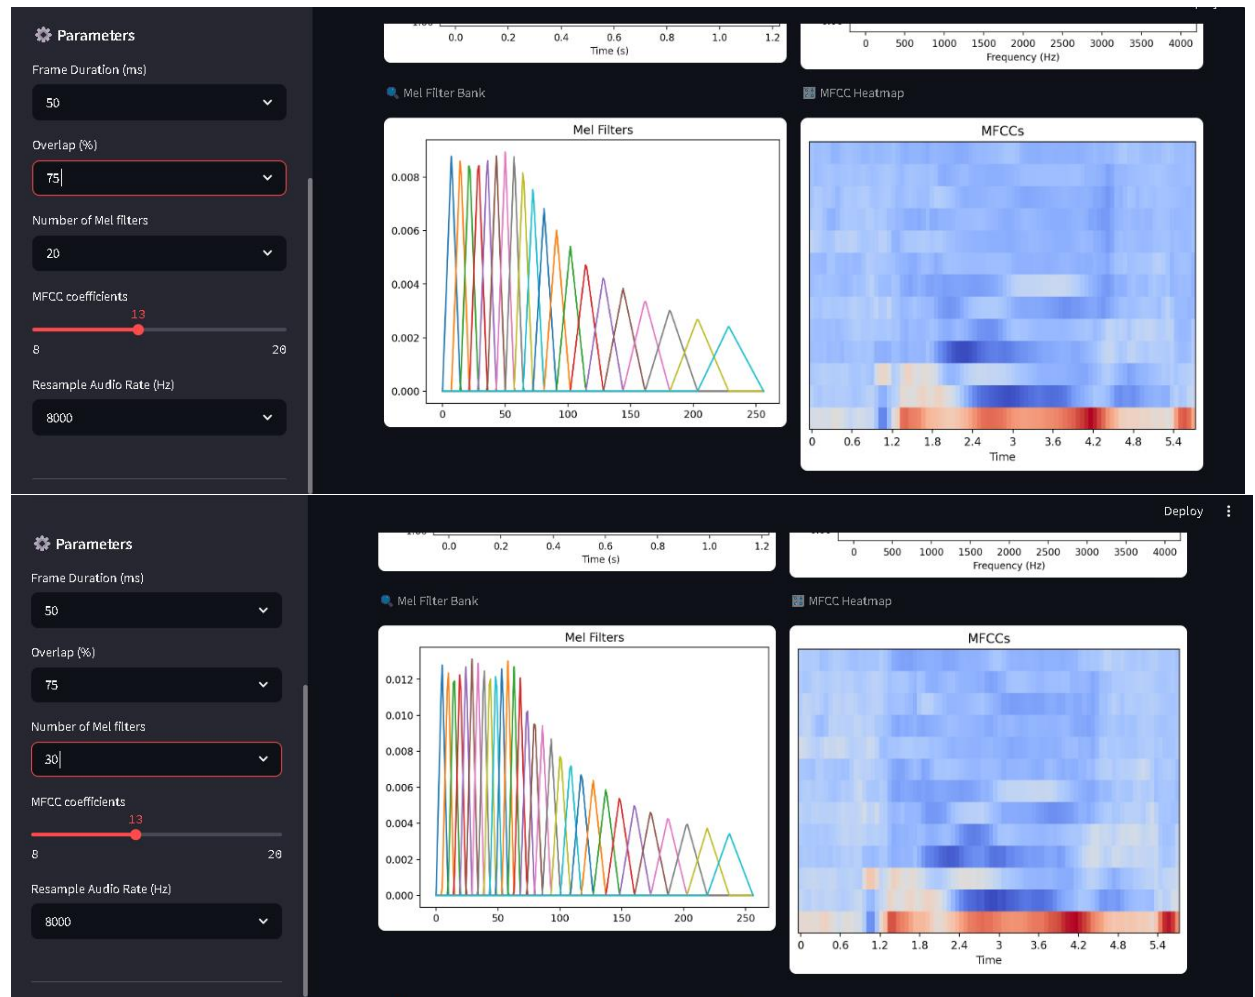 Parameters
Frame Duration (ms)
50
Overlap (%)
75
Number of Mel filters
20
MFCC coefficients
13
8 20
Resample Audio Rate (Hz)
8000
0.0 0.2 0.4 0.6 0.8 1.0 1.2
Time (s)
0 500 1000 1500 2000 2500 3000 3500 4000
Frequency (Hz)
Mel Filter Bank
Mel Filters
0.008
0.006
0.004
0.002
0.000
0 50 100 150 200 250
MFCC Heatmap
MFCCs
0 0.6 1.2 1.8 2.4 3 3.6 4.2 4.8 5.4
Time
Deploy
Parameters
Frame Duration (ms)
50
Overlap (%)
75
Number of Mel filters
30
MFCC coefficients
13
8 20
Resample Audio Rate (Hz)
8000
0.0 0.2 0.4 0.6 0.8 1.0 1.2
Time (s)
0 500 1000 1500 2000 2500 3000 3500 4000
Frequency (Hz)
Mel Filter Bank
Mel Filters
0.012
0.010
0.008
0.006
0.004
0.002
0.000
0 50 100 150 200 250
MFCC Heatmap
MFCCs
0 0.6 1.2 1.8 2.4 3 3.6 4.2 4.8 5.4
Time